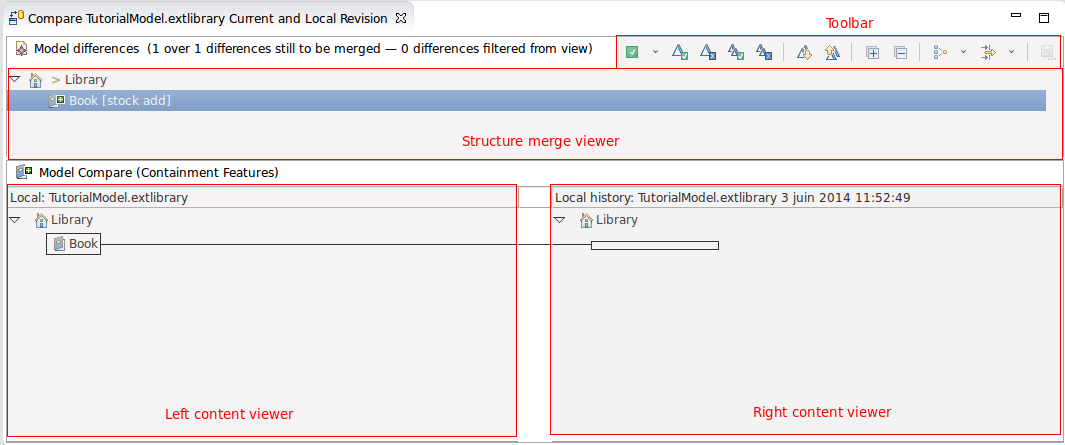 Compare TutorialModel.extlibrary Current and Local Revision
Toolbar
Model differences (1 over 1 differences still to be merged — 0 differences filtered from view)
> Library
Book [stock add]
Structure merge viewer
Model Compare (Containment Features)
Local: TutorialModel.extlibrary
Local history: TutorialModel.extlibrary 3 juin 2014 11:52:49
Library
Library
Book
Left content viewer
Right content viewer